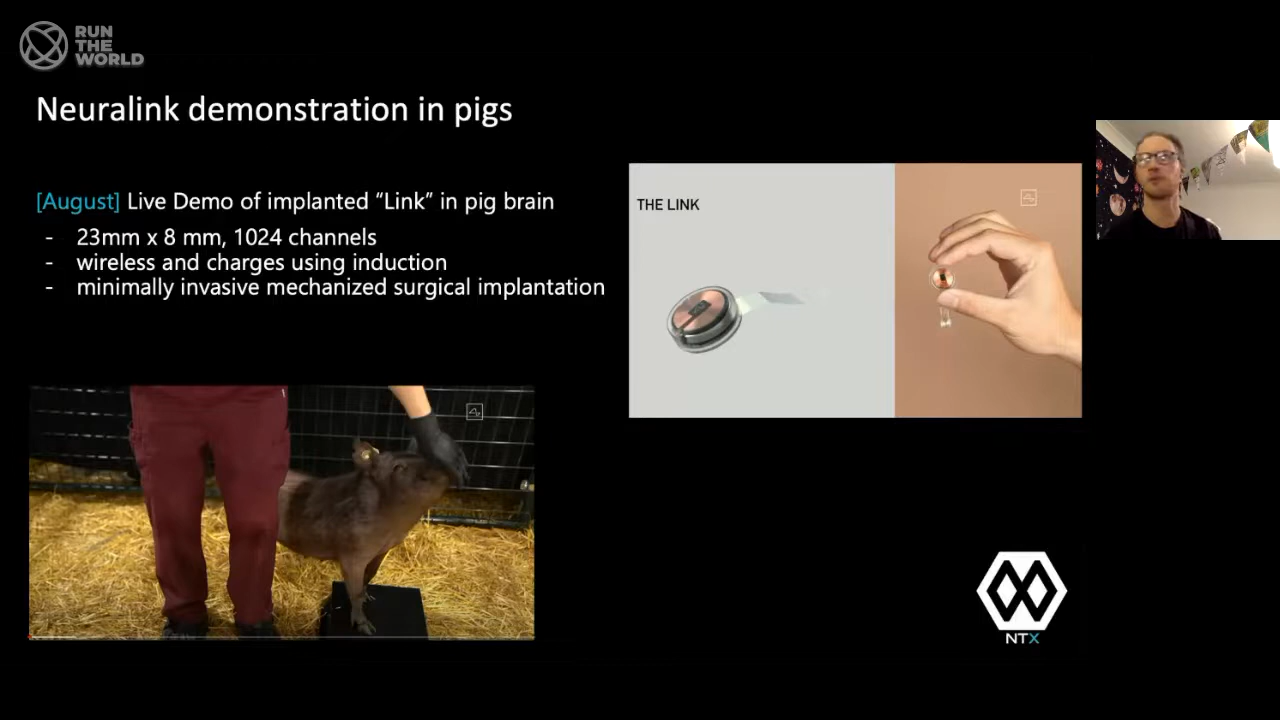 RUN
THE
WORLD
Neuralink demonstration in pigs
[August] Live Demo of implanted “Link” in pig brain
- 23mm x 8 mm, 1024 channels
- wireless and charges using induction
- minimally invasive mechanized surgical implantation
THE LINK
NTX